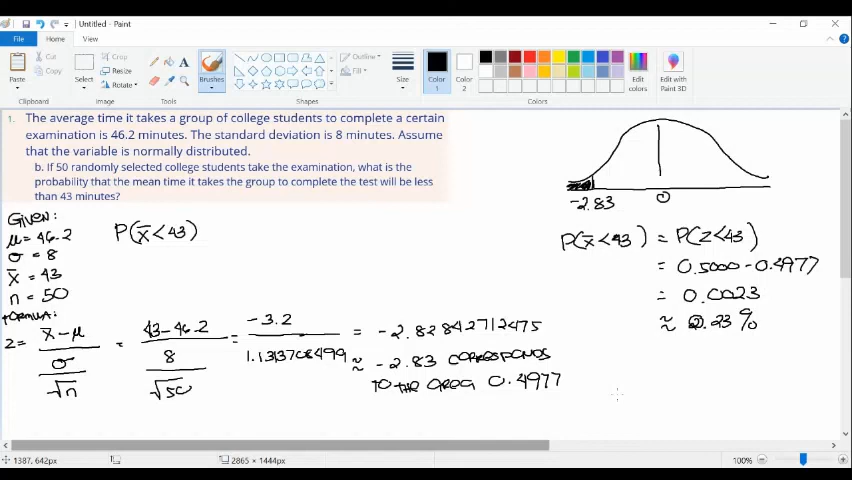 Untitled - Paint
File
Home
View
Paste
Cut
Copy
Clipboard
Select
Crop
Resize
Rotate
Image
A
Tools
Brushes
Outline
Fill
Shapes
Size
Color 1
Color 2
Colors
Edit colors
Edit with Paint 3D
1. The average time it takes a group of college students to complete a certain
examination is 46.2 minutes. The standard deviation is 8 minutes. Assume
that the variable is normally distributed.
b. If 50 randomly selected college students take the examination, what is the
probability that the mean time it takes the group to complete the test will be less
than 43 minutes?
GIVEN:
μ = 46.2
σ = 8
x̄ = 43
n = 50
P(x̄ < 43)
FORMULA:
z = (x̄ - μ) / (σ / √n) = (43 - 46.2) / (8 / √50) = -3.2 / 1.1313708499 = -2.82842712475
≈ -2.83 CORRESPONDS
TO THE AREA 0.4977
-2.83
0
P(x̄ < 43) = P(Z < 43)
= 0.5000 - 0.4977
= 0.0023
≈ 0.23%
1387, 642px
2865 × 1444px
100%